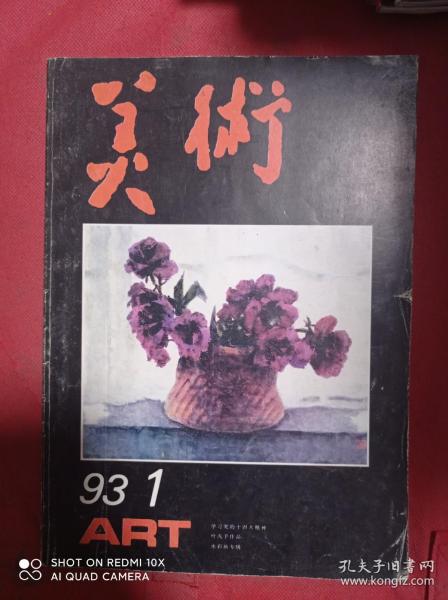 美術
93 1
ART
学习党的十四大精神
叶浅予作品
水彩画专辑
SHOT ON REDMI 10X
AI QUAD CAMERA
孔夫子旧书网
www.kongfz.com